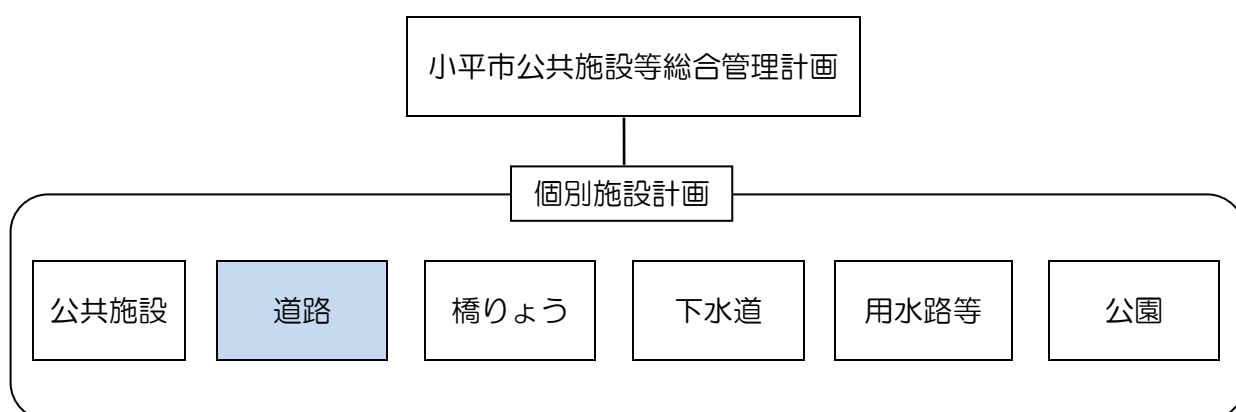 小平市公共施設等総合管理計画
個別施設計画
公共施設
道路
橋りょう
下水道
用水路等
公園